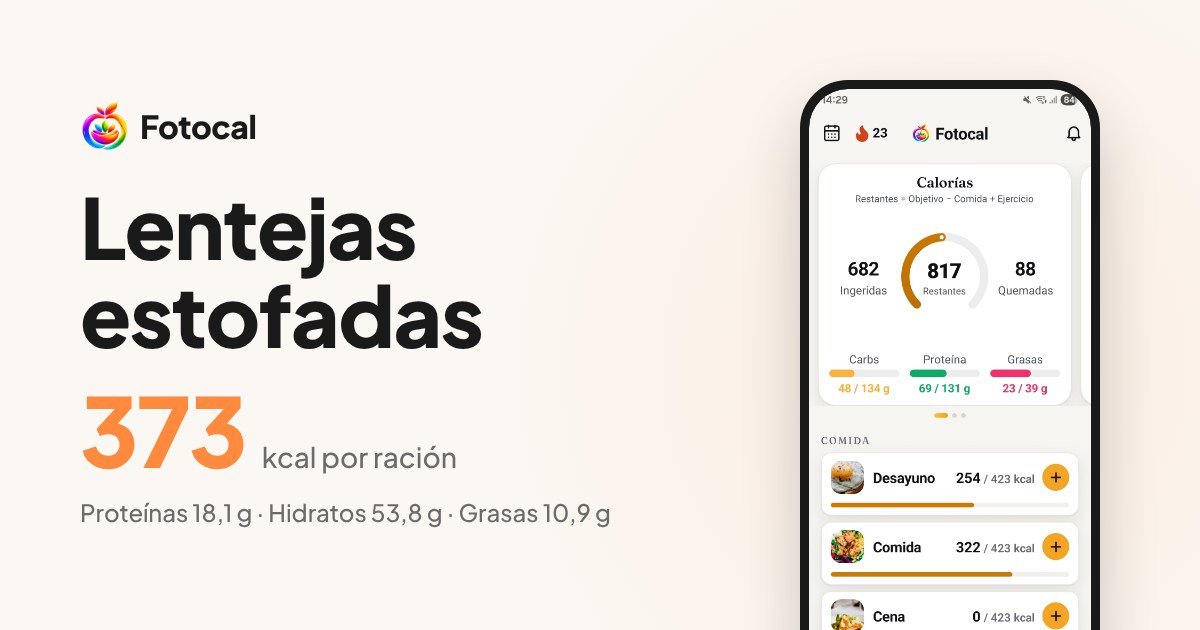 Fotocal
Lentejas
estofadas
373 kcal por ración
Proteínas 18,1 g · Hidratos 53,8 g · Grasas 10,9 g
14:29
84
23
Fotocal
Calorías
Restantes = Objetivo − Comida + Ejercicio
682
Ingeridas
817
Restantes
88
Quemadas
Carbs
Proteína
Grasas
48 / 134 g
69 / 131 g
23 / 39 g
COMIDA
Desayuno 254 / 423 kcal +
Comida 322 / 423 kcal +
Cena 0 / 423 kcal +